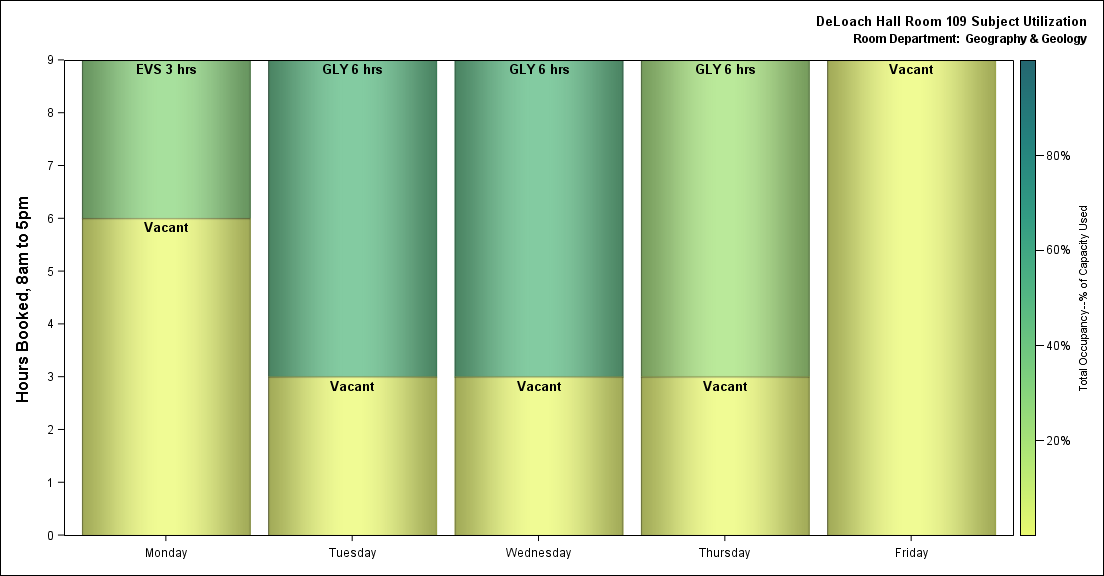 DeLoach Hall Room 109 Subject Utilization
Room Department: Geography & Geology
Hours Booked, 8am to 5pm
9
8
7
6
5
4
3
2
1
0
EVS 3 hrs
Vacant
GLY 6 hrs
Vacant
GLY 6 hrs
Vacant
GLY 6 hrs
Vacant
Vacant
Monday
Tuesday
Wednesday
Thursday
Friday
80%
60%
40%
20%
Total Occupancy--% of Capacity Used